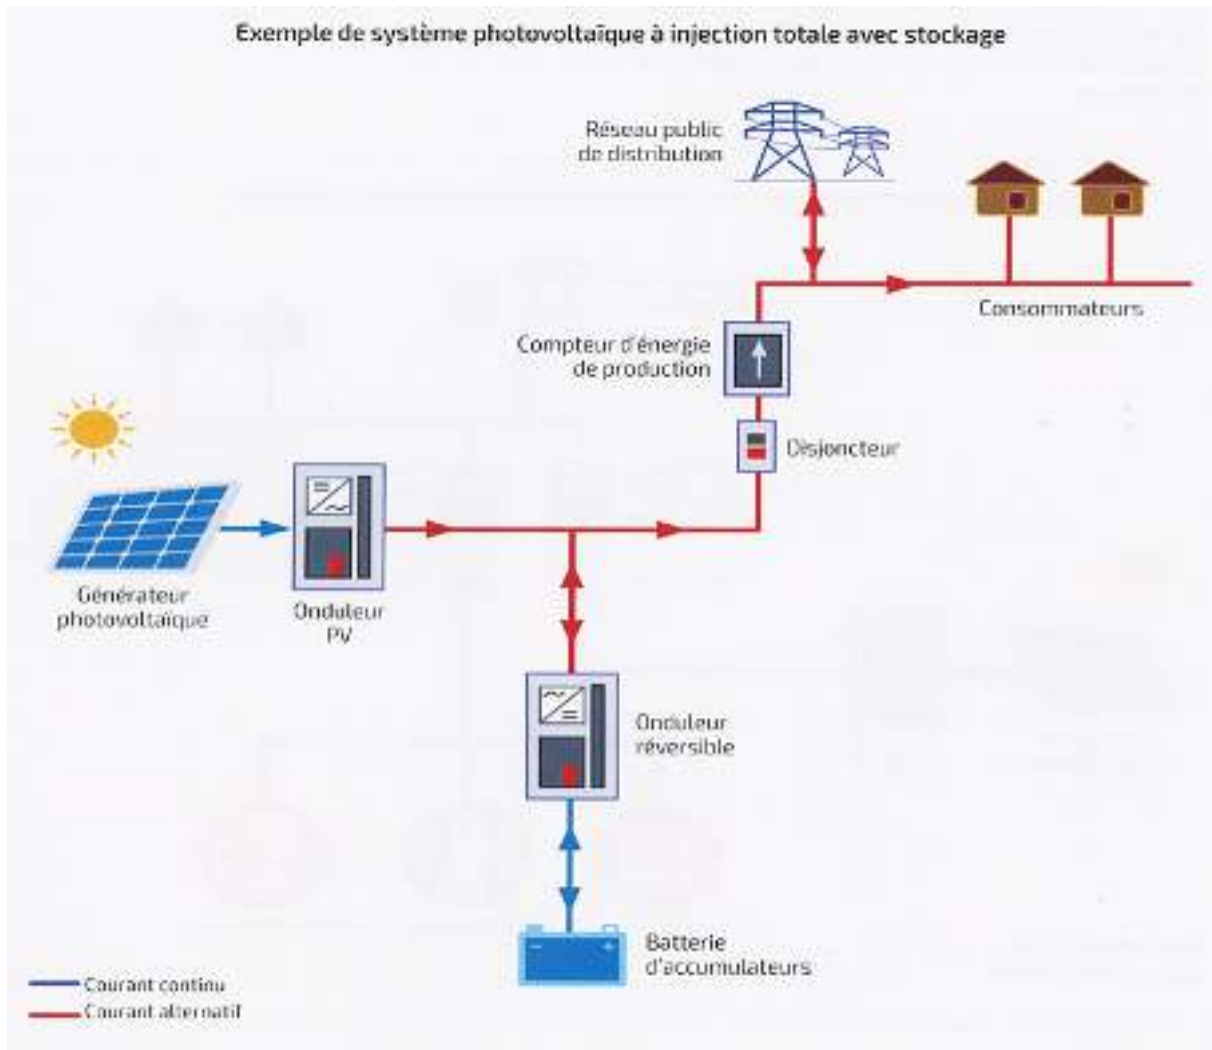 Exemple de système photovoltaïque à injection totale avec stockage
Réseau public
de distribution
Consommateurs
Compteur d'énergie
de production
Disjoncteur
Générateur
photovoltaïque
Onduleur
PV
Onduleur
réversible
Batterie
d'accumulateurs
Courant continu
Courant alternatif